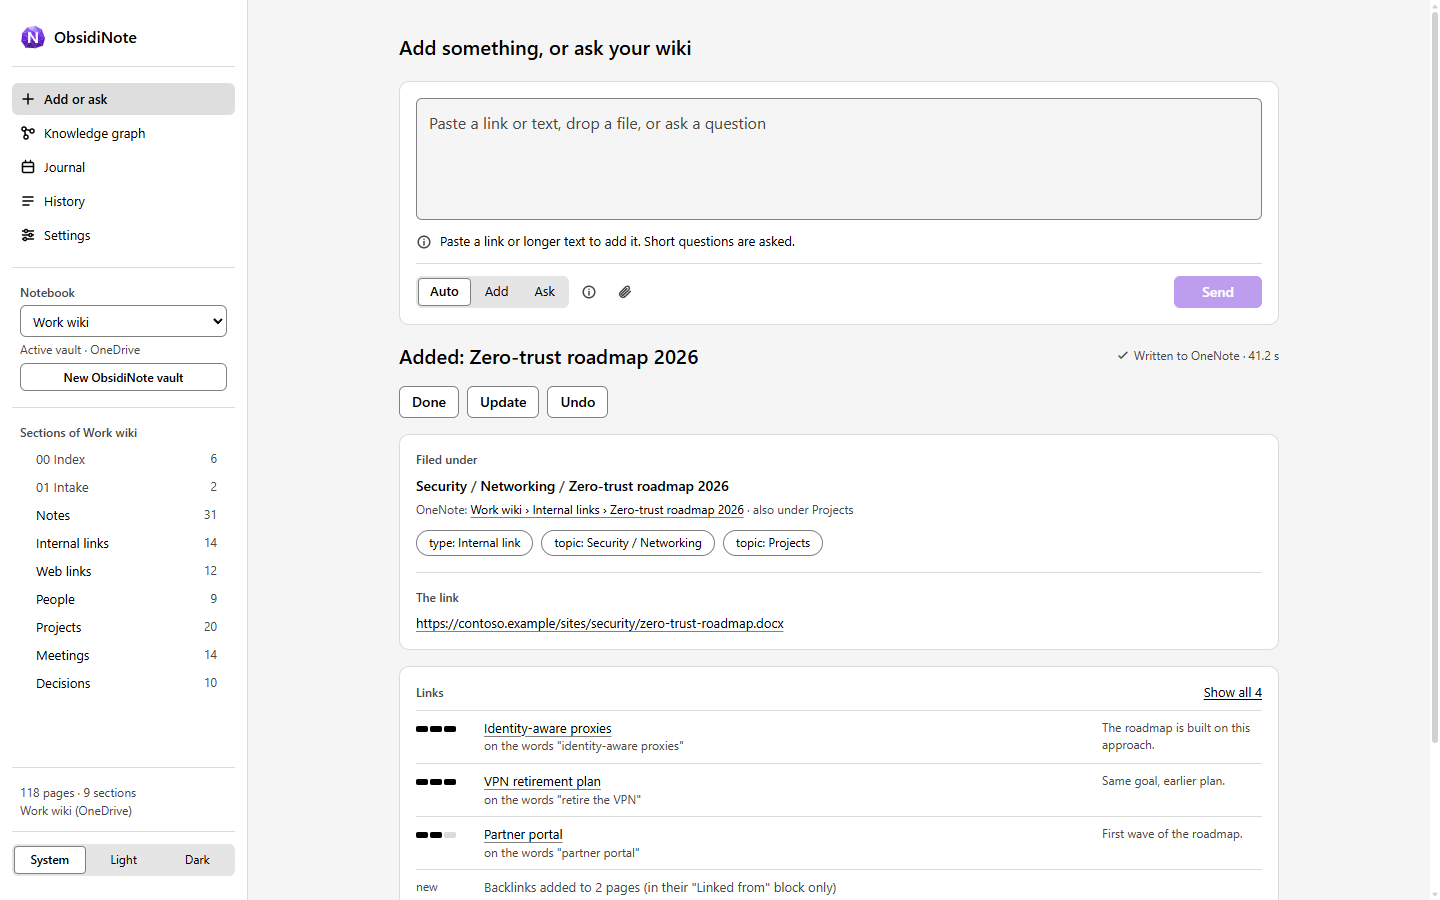 N ObsidiNote
Add or ask
Knowledge graph
Journal
History
Settings
Notebook
Work wiki
Active vault · OneDrive
New ObsidiNote vault
Sections of Work wiki
00 Index 6
01 Intake 2
Notes 31
Internal links 14
Web links 12
People 9
Projects 20
Meetings 14
Decisions 10
118 pages · 9 sections
Work wiki (OneDrive)
System Light Dark
Add something, or ask your wiki
Paste a link or text, drop a file, or ask a question
Paste a link or longer text to add it. Short questions are asked.
Auto Add Ask Send
Added: Zero-trust roadmap 2026
Written to OneNote · 41.2 s
Done Update Undo
Filed under
Security / Networking / Zero-trust roadmap 2026
OneNote: Work wiki › Internal links › Zero-trust roadmap 2026 · also under Projects
type: Internal link topic: Security / Networking topic: Projects
The link
https://contoso.example/sites/security/zero-trust-roadmap.docx
Links Show all 4
Identity-aware proxies
on the words "identity-aware proxies"
The roadmap is built on this
approach.
VPN retirement plan
on the words "retire the VPN"
Same goal, earlier plan.
Partner portal
on the words "partner portal"
First wave of the roadmap.
new Backlinks added to 2 pages (in their "Linked from" block only)